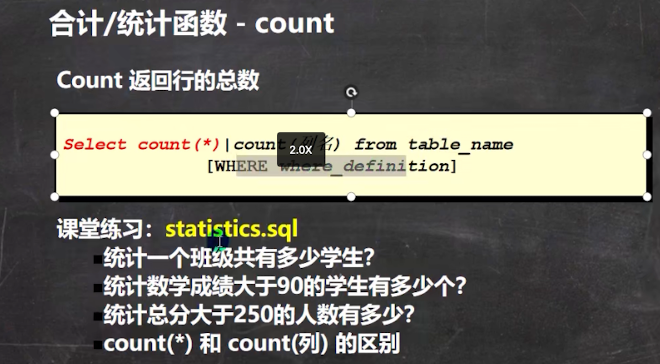 合计/统计函数 - count
Count 返回行的总数
Select count(*)|count(列名) from table_name
2.0X
[WHERE where_definition]
课堂练习：statistics.sql
统计一个班级共有多少学生？
统计数学成绩大于90的学生有多少个？
统计总分大于250的人数有多少？
count(*) 和 count(列) 的区别